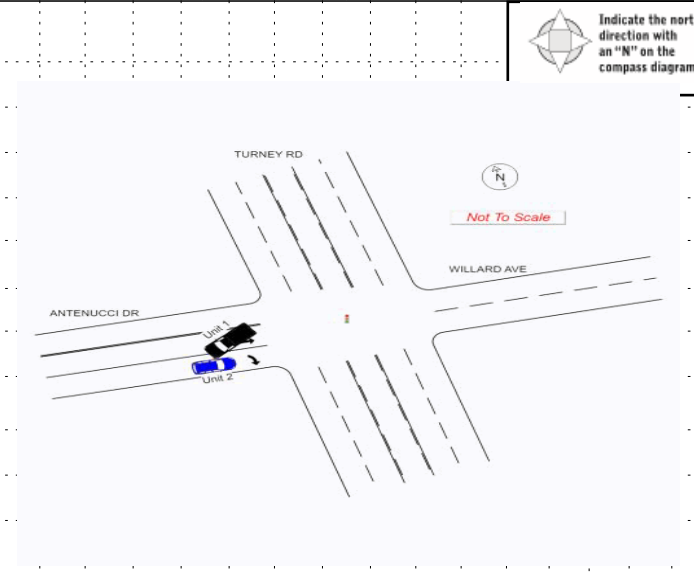 Indicate the nort
direction with
an “N” on the
compass diagram
TURNEY RD
N
Not To Scale
WILLARD AVE
ANTENUCCI DR
Unit 1
Unit 2